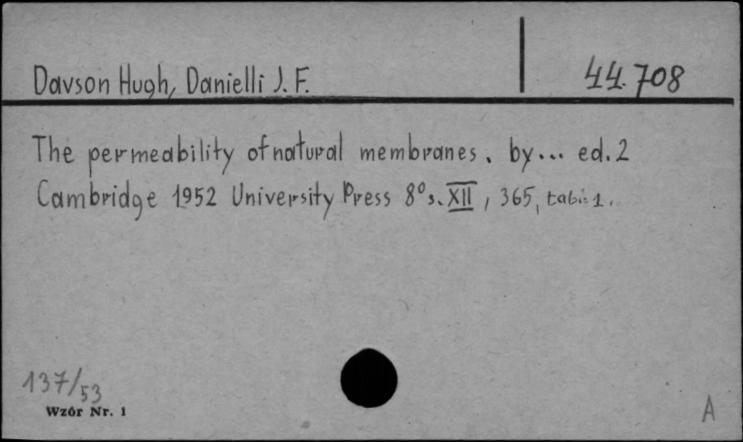 Davson Hugh, Danielli J. F.
44.708
The permeability of natural membranes. by... ed. 2
Cambridge 1952 University Press 8° s. XII, 365, tabl. 1.
137/53
Wzór Nr. 1
A